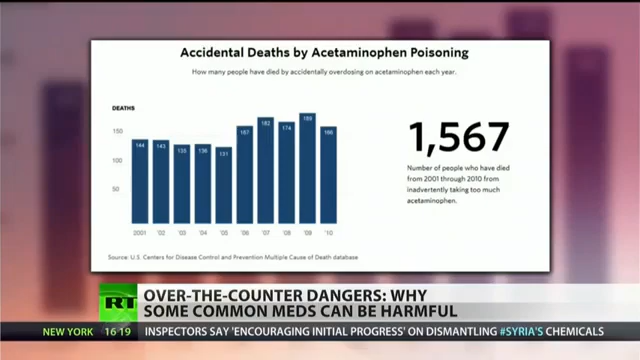 Accidental Deaths by Acetaminophen Poisoning
How many people have died by accidentally overdosing on acetaminophen each year.
DEATHS
150
100
50
144 143 135 136 131 167 182 174 189 166
2001 '02 '03 '04 '05 '06 '07 '08 '09 '10
1,567
Number of people who have died
from 2001 through 2010 from
inadvertently taking too much
acetaminophen.
Source: U.S. Centers for Disease Control and Prevention Multiple Cause of Death database
RT
OVER-THE-COUNTER DANGERS: WHY
SOME COMMON MEDS CAN BE HARMFUL
NEW YORK 16:19 INSPECTORS SAY 'ENCOURAGING INITIAL PROGRESS' ON DISMANTLING #SYRIA'S CHEMICALS